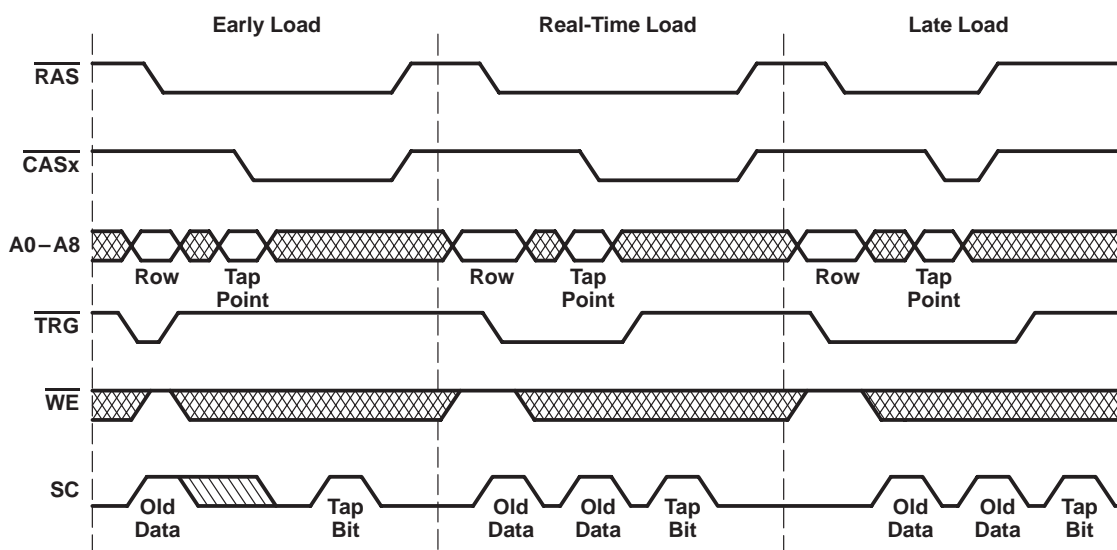 Early Load Real-Time Load Late Load
RAS
CASx
A0–A8
Row Tap Point Row Tap Point Row Tap Point
TRG
WE
SC
Old Data Tap Bit Old Data Old Data Tap Bit Old Data Old Data Tap Bit